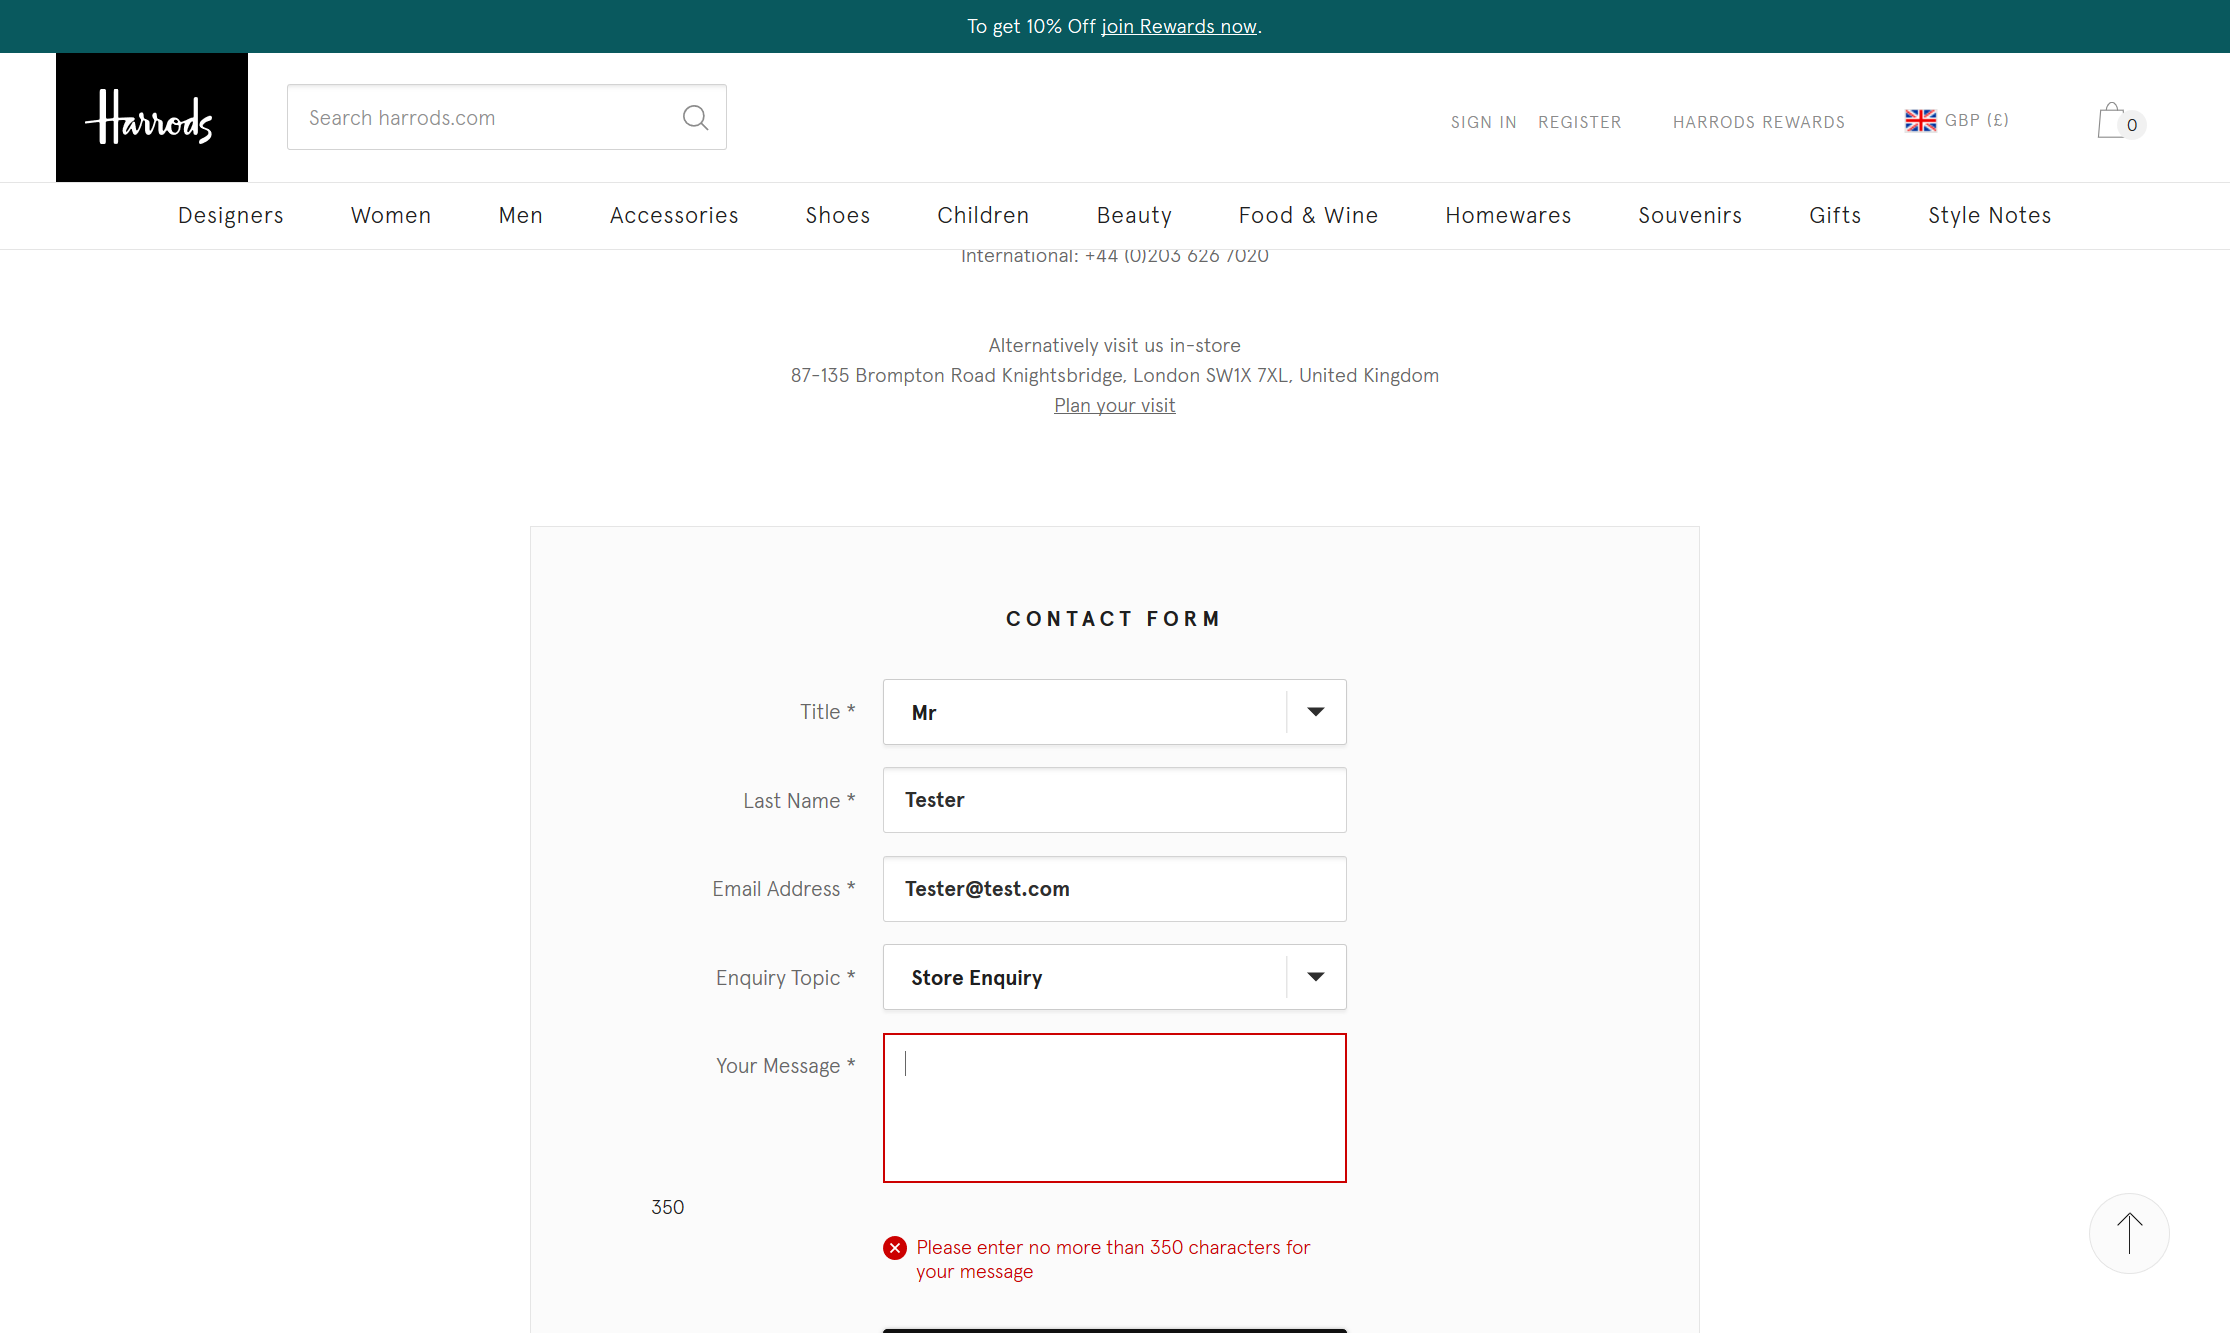 To get 10% Off join Rewards now.
Harrods
Search harrods.com
SIGN IN REGISTER HARRODS REWARDS GBP (£) 0
Designers Women Men Accessories Shoes Children Beauty Food & Wine Homewares Souvenirs Gifts Style Notes
International: +44 (0)203 626 7020
Alternatively visit us in-store
87-135 Brompton Road Knightsbridge, London SW1X 7XL, United Kingdom
Plan your visit
CONTACT FORM
Title * Mr
Last Name * Tester
Email Address * Tester@test.com
Enquiry Topic * Store Enquiry
Your Message *
350
Please enter no more than 350 characters for
your message